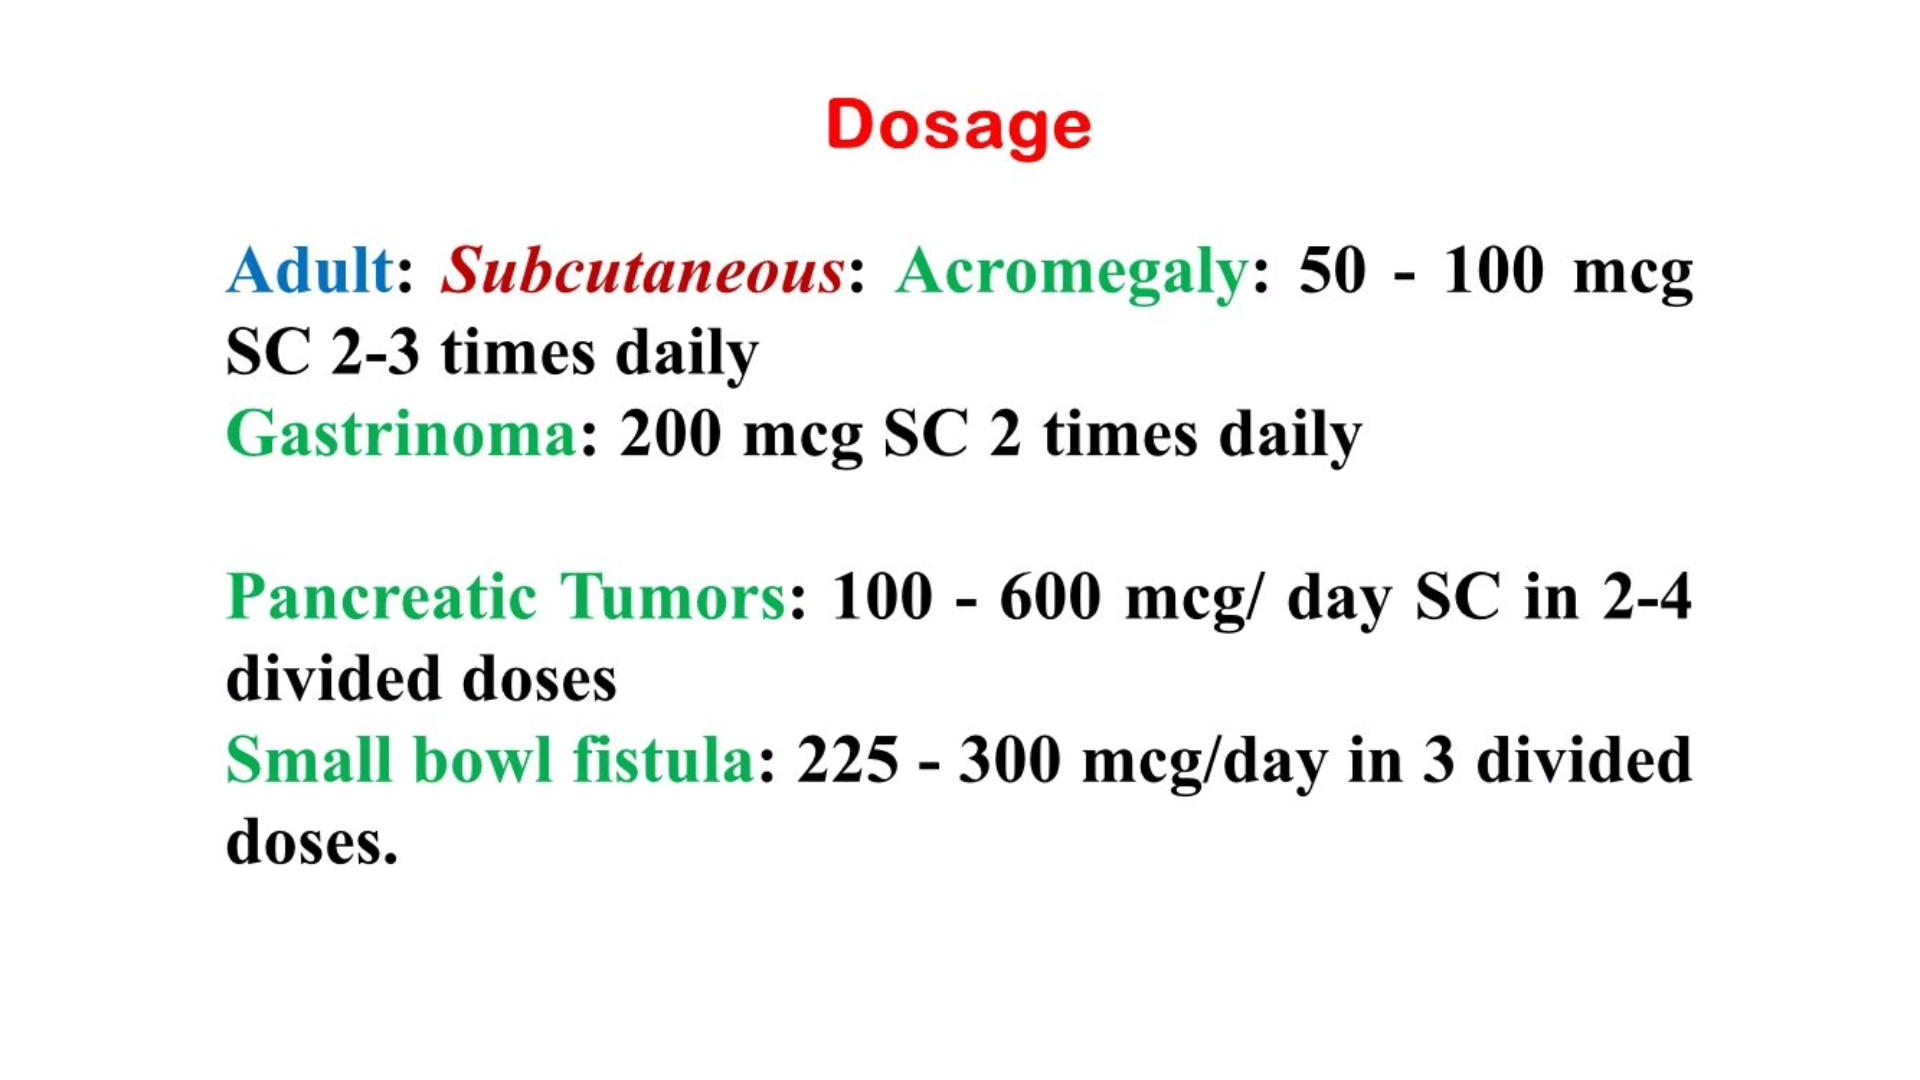 Dosage
Adult: Subcutaneous: Acromegaly: 50 - 100 mcg
SC 2-3 times daily
Gastrinoma: 200 mcg SC 2 times daily
Pancreatic Tumors: 100 - 600 mcg/ day SC in 2-4
divided doses
Small bowl fistula: 225 - 300 mcg/day in 3 divided
doses.